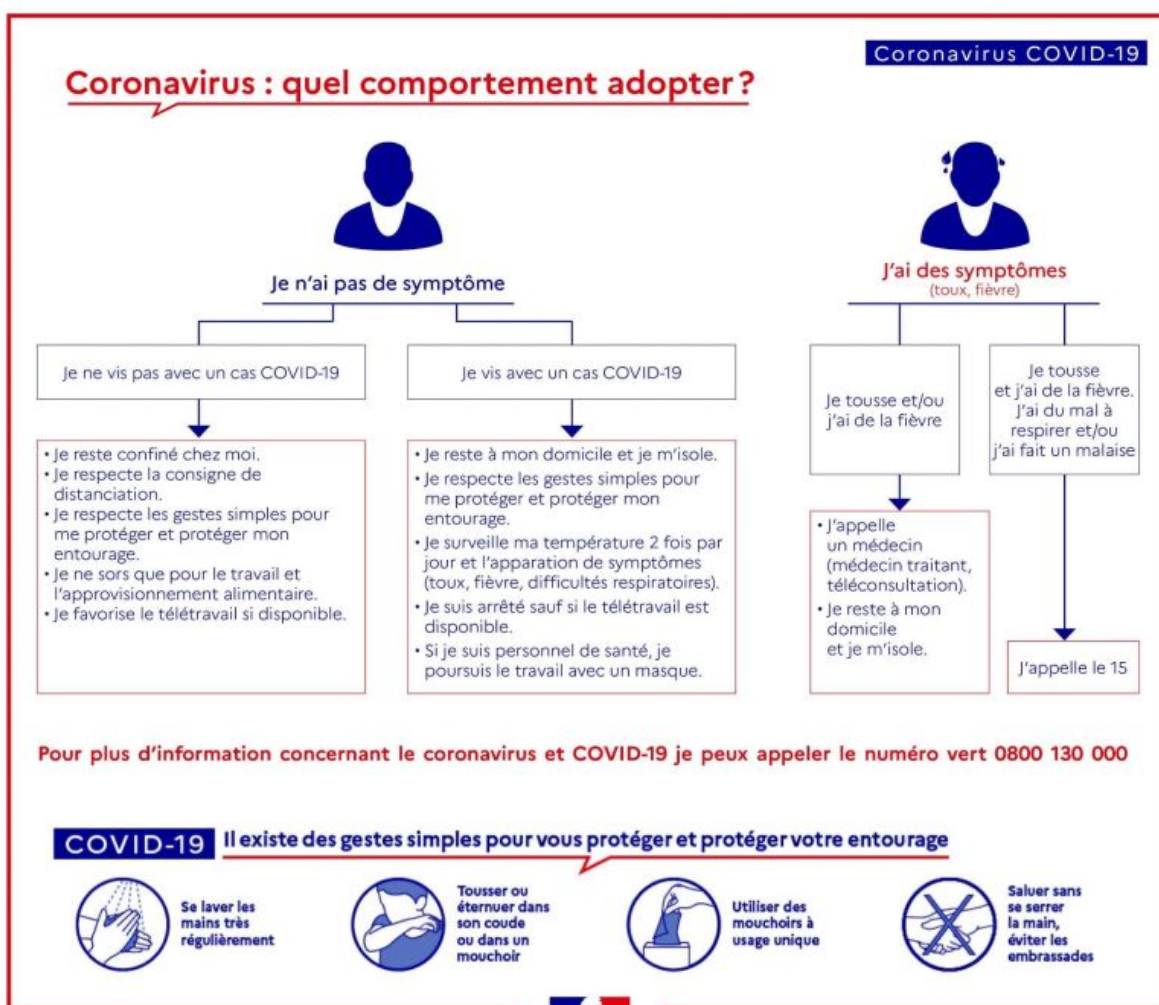 Coronavirus COVID-19
Coronavirus : quel comportement adopter ?
Je n'ai pas de symptôme
J'ai des symptômes
(toux, fièvre)
Je ne vis pas avec un cas COVID-19
Je vis avec un cas COVID-19
Je tousse et/ou
j'ai de la fièvre
Je tousse
et j'ai de la fièvre.
J'ai du mal à
respirer et/ou
j'ai fait un malaise
• Je reste confiné chez moi.
• Je respecte la consigne de
distanciation.
• Je respecte les gestes simples pour
me protéger et protéger mon
entourage.
• Je ne sors que pour le travail et
l'approvisionnement alimentaire.
• Je favorise le télétravail si disponible.
• Je reste à mon domicile et je m'isole.
• Je respecte les gestes simples pour
me protéger et protéger mon
entourage.
• Je surveille ma température 2 fois par
jour et l'apparation de symptômes
(toux, fièvre, difficultés respiratoires).
• Je suis arrêté sauf si le télétravail est
disponible.
• Si je suis personnel de santé, je
poursuis le travail avec un masque.
• J'appelle
un médecin
(médecin traitant,
téléconsultation).
• Je reste à mon
domicile
et je m'isole.
J'appelle le 15
Pour plus d'information concernant le coronavirus et COVID-19 je peux appeler le numéro vert 0800 130 000
COVID-19 Il existe des gestes simples pour vous protéger et protéger votre entourage
Se laver les
mains très
régulièrement
Tousser ou
éternuer dans
son coude
ou dans un
mouchoir
Utiliser des
mouchoirs à
usage unique
Saluer sans
se serrer
la main,
éviter les
embrassades